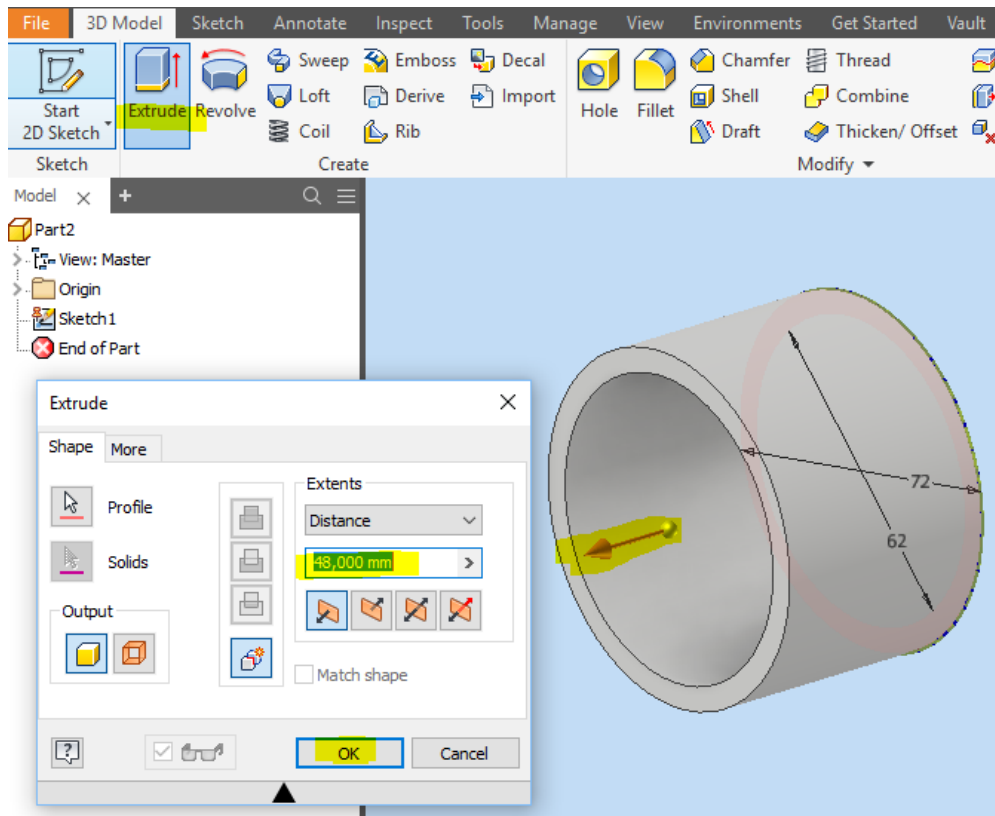 File 3D Model Sketch Annotate Inspect Tools Manage View Environments Get Started Vault
Sweep Emboss Decal Chamfer Thread
Loft Derive Import Shell Combine
Start Extrude Revolve Hole Fillet
2D Sketch Coil Rib Draft Thicken/ Offset
Sketch Create Modify
Model
Part2
View: Master
Origin
Sketch1
End of Part
Extrude
Shape More
Extents
Profile Distance
Solids 48,000 mm
Output
Match shape
OK Cancel
72
62